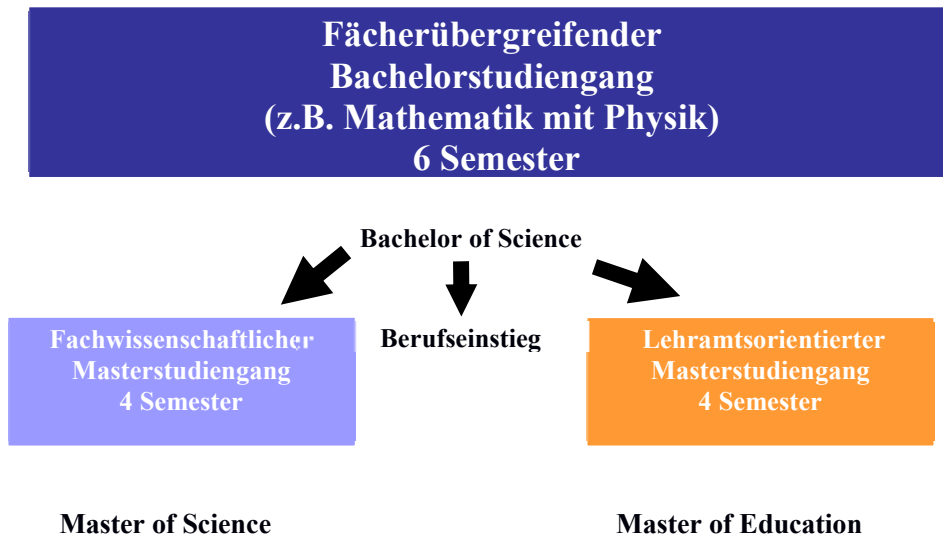 Fächerübergreifender
Bachelorstudiengang
(z.B. Mathematik mit Physik)
6 Semester
Bachelor of Science
Fachwissenschaftlicher
Masterstudiengang
4 Semester
Berufseinstieg
Lehramtsorientierter
Masterstudiengang
4 Semester
Master of Science
Master of Education